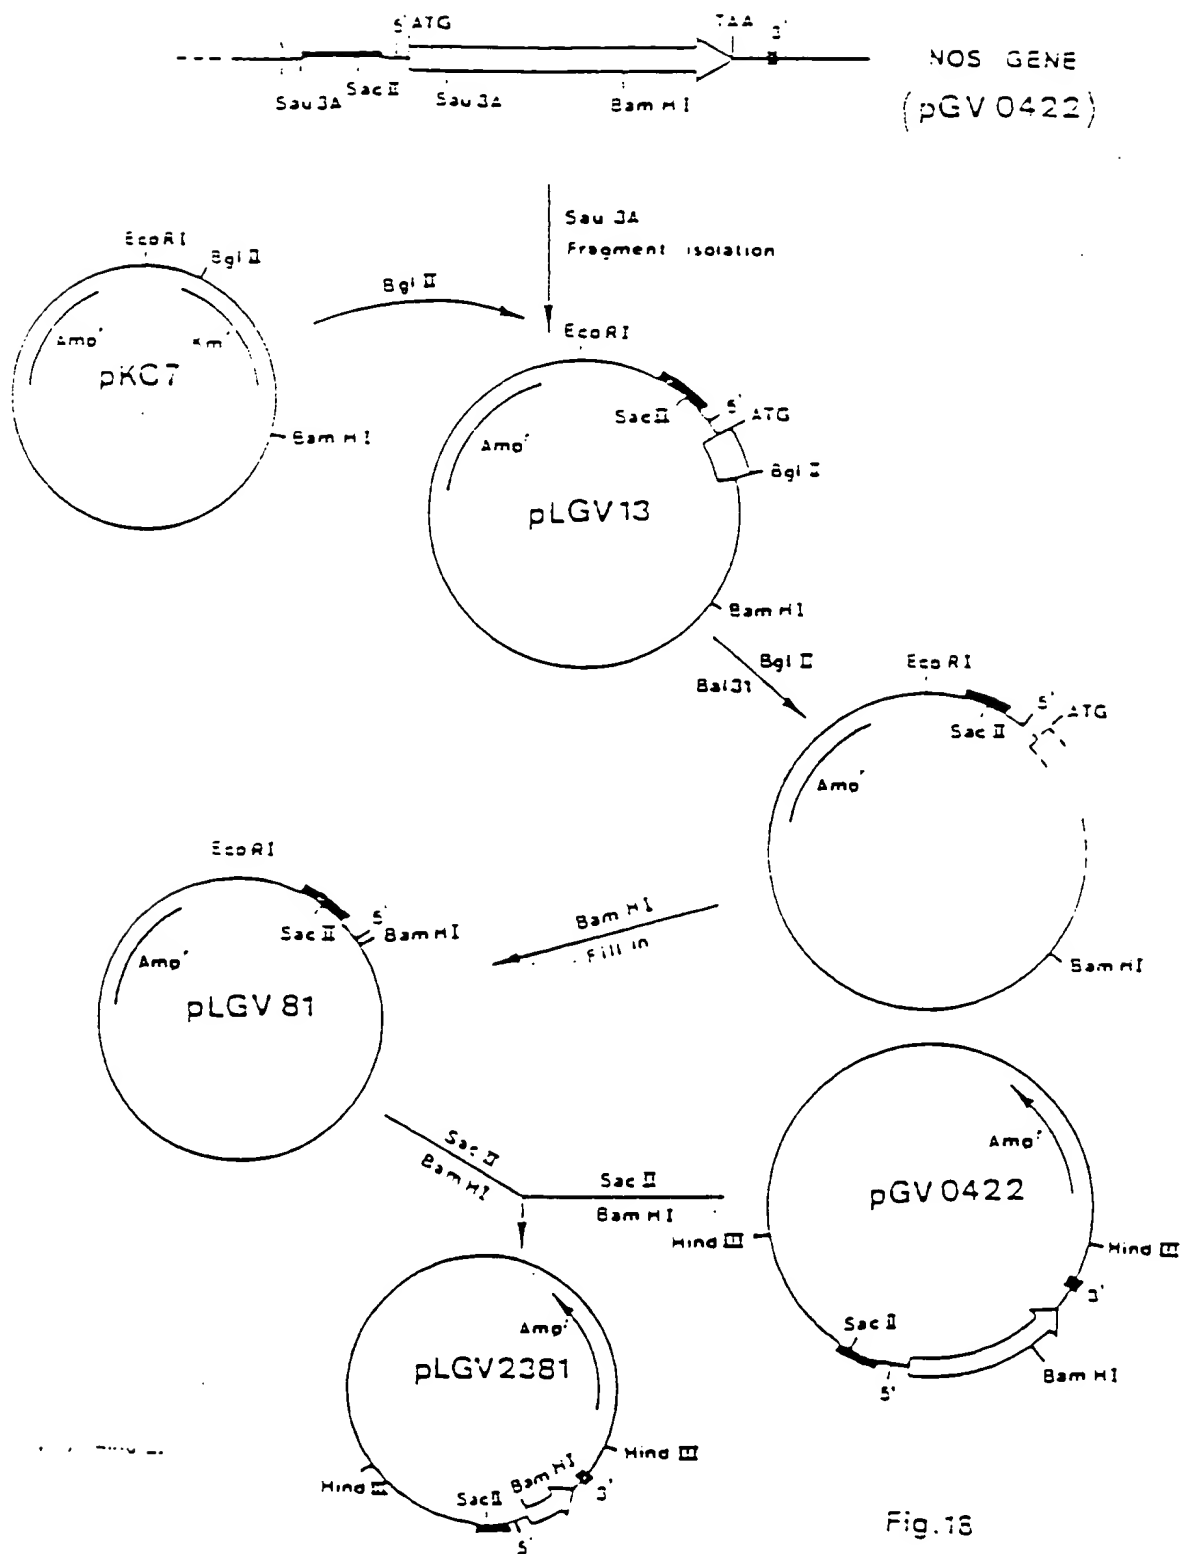 5' ATG TAA 3'
NOS GENE
(pGV 0422)
Sau 3A Sac II Sau 3A Bam HI
Sau 3A
Fragment isolation
EcoRI
Bgl II
Bgl II
Amp^r Km^r
pKC7
Bam HI
EcoRI
Sac II 5' ATG
Amp^r
Bgl II
pLGV13
Bam HI
Bgl II
Bal31
EcoRI
5' ATG
Sac II
Amp^r
Bam HI
Bam HI
Fill in
EcoRI
5'
Sac II Bam HI
Amp^r
pLGV 81
Sac II
Bam HI
Sac II
Bam HI
Amp^r
pGV 0422
Hind III Hind III
3'
Sac II
5' Bam HI
Amp^r
pLGV2381
Hind III
Hind III
Bam HI
3'
Sac II
5'
Fig.18